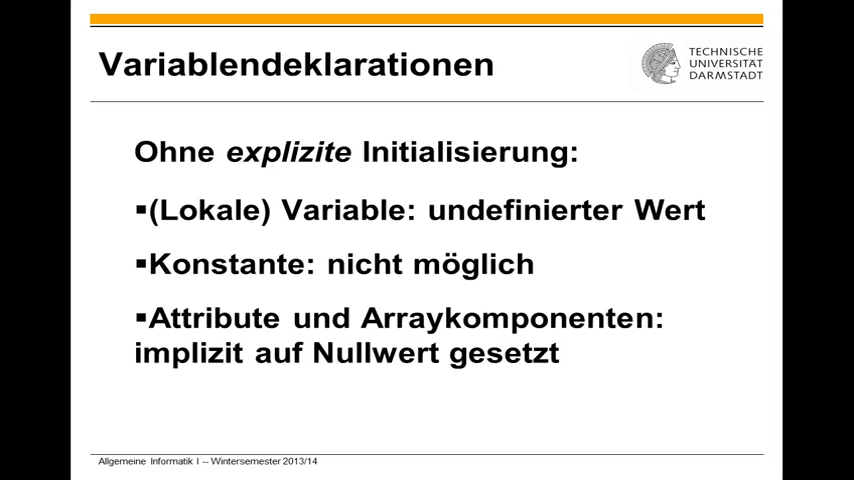 Variablendeklarationen
TECHNISCHE
UNIVERSITÄT
DARMSTADT
Ohne explizite Initialisierung:
▪(Lokale) Variable: undefinierter Wert
▪Konstante: nicht möglich
▪Attribute und Arraykomponenten:
implizit auf Nullwert gesetzt
Allgemeine Informatik I -- Wintersemester 2013/14